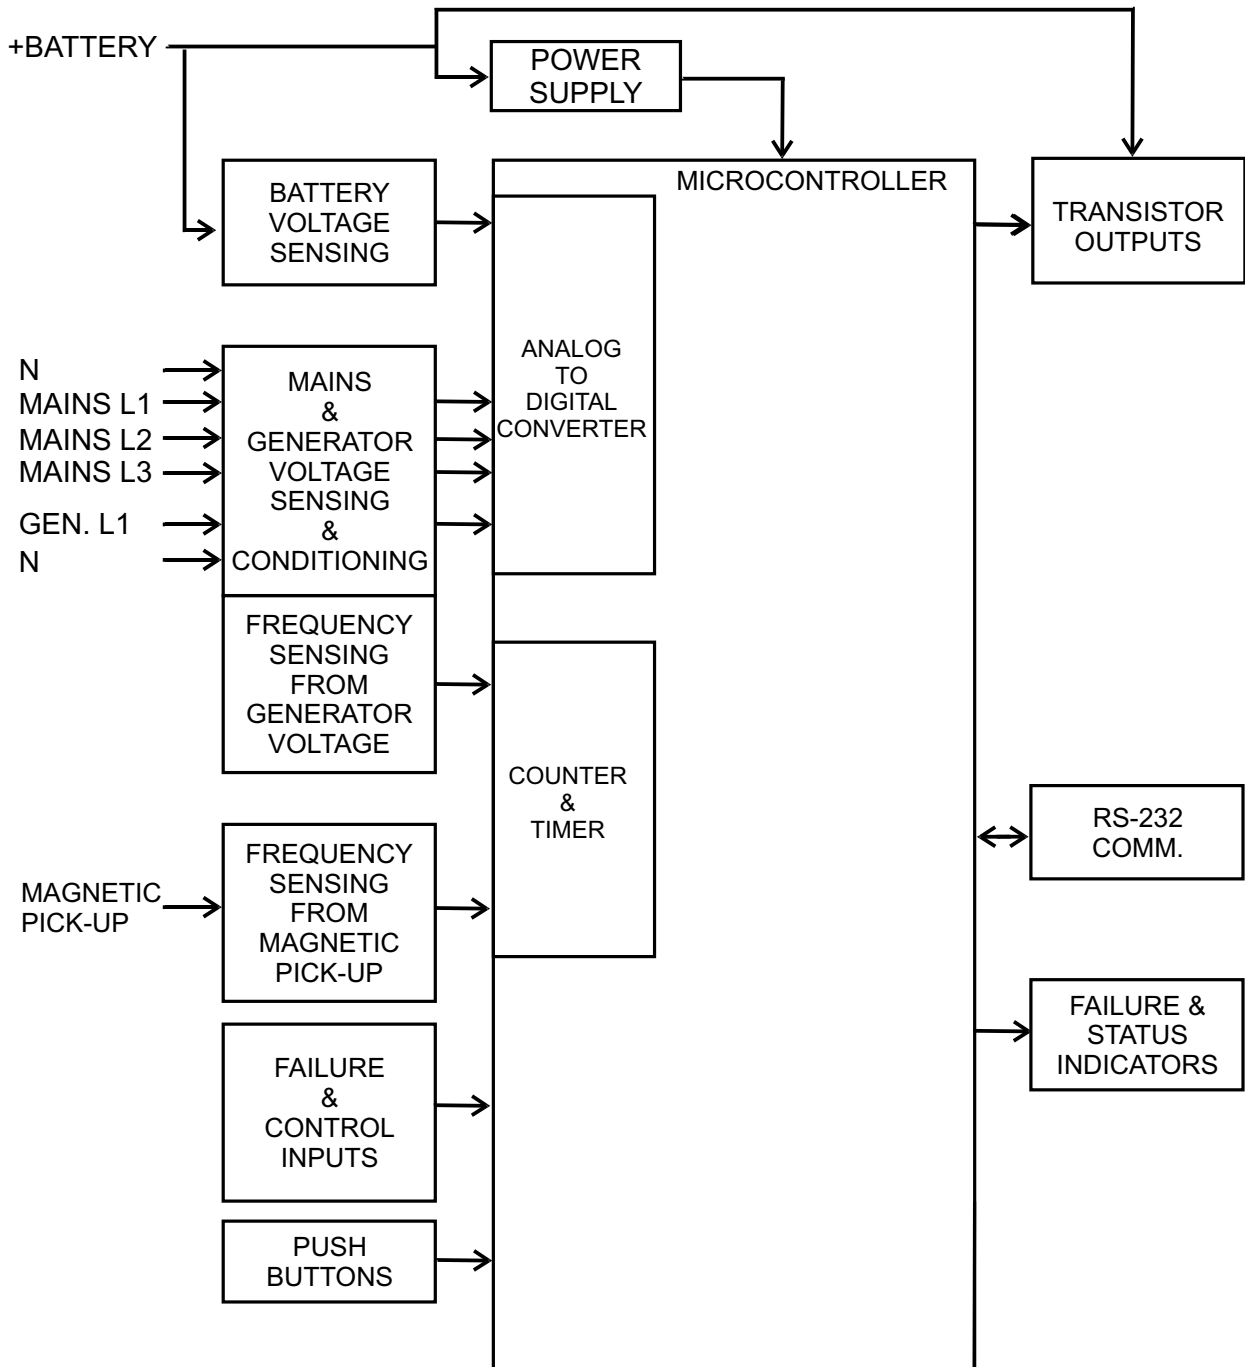 +BATTERY
POWER
SUPPLY
BATTERY
VOLTAGE
SENSING
MICROCONTROLLER
TRANSISTOR
OUTPUTS
N
MAINS L1
MAINS L2
MAINS L3
GEN. L1
N
MAINS
&
GENERATOR
VOLTAGE
SENSING
&
CONDITIONING
ANALOG
TO
DIGITAL
CONVERTER
FREQUENCY
SENSING
FROM
GENERATOR
VOLTAGE
COUNTER
&
TIMER
RS-232
COMM.
MAGNETIC
PICK-UP
FREQUENCY
SENSING
FROM
MAGNETIC
PICK-UP
FAILURE &
STATUS
INDICATORS
FAILURE
&
CONTROL
INPUTS
PUSH
BUTTONS